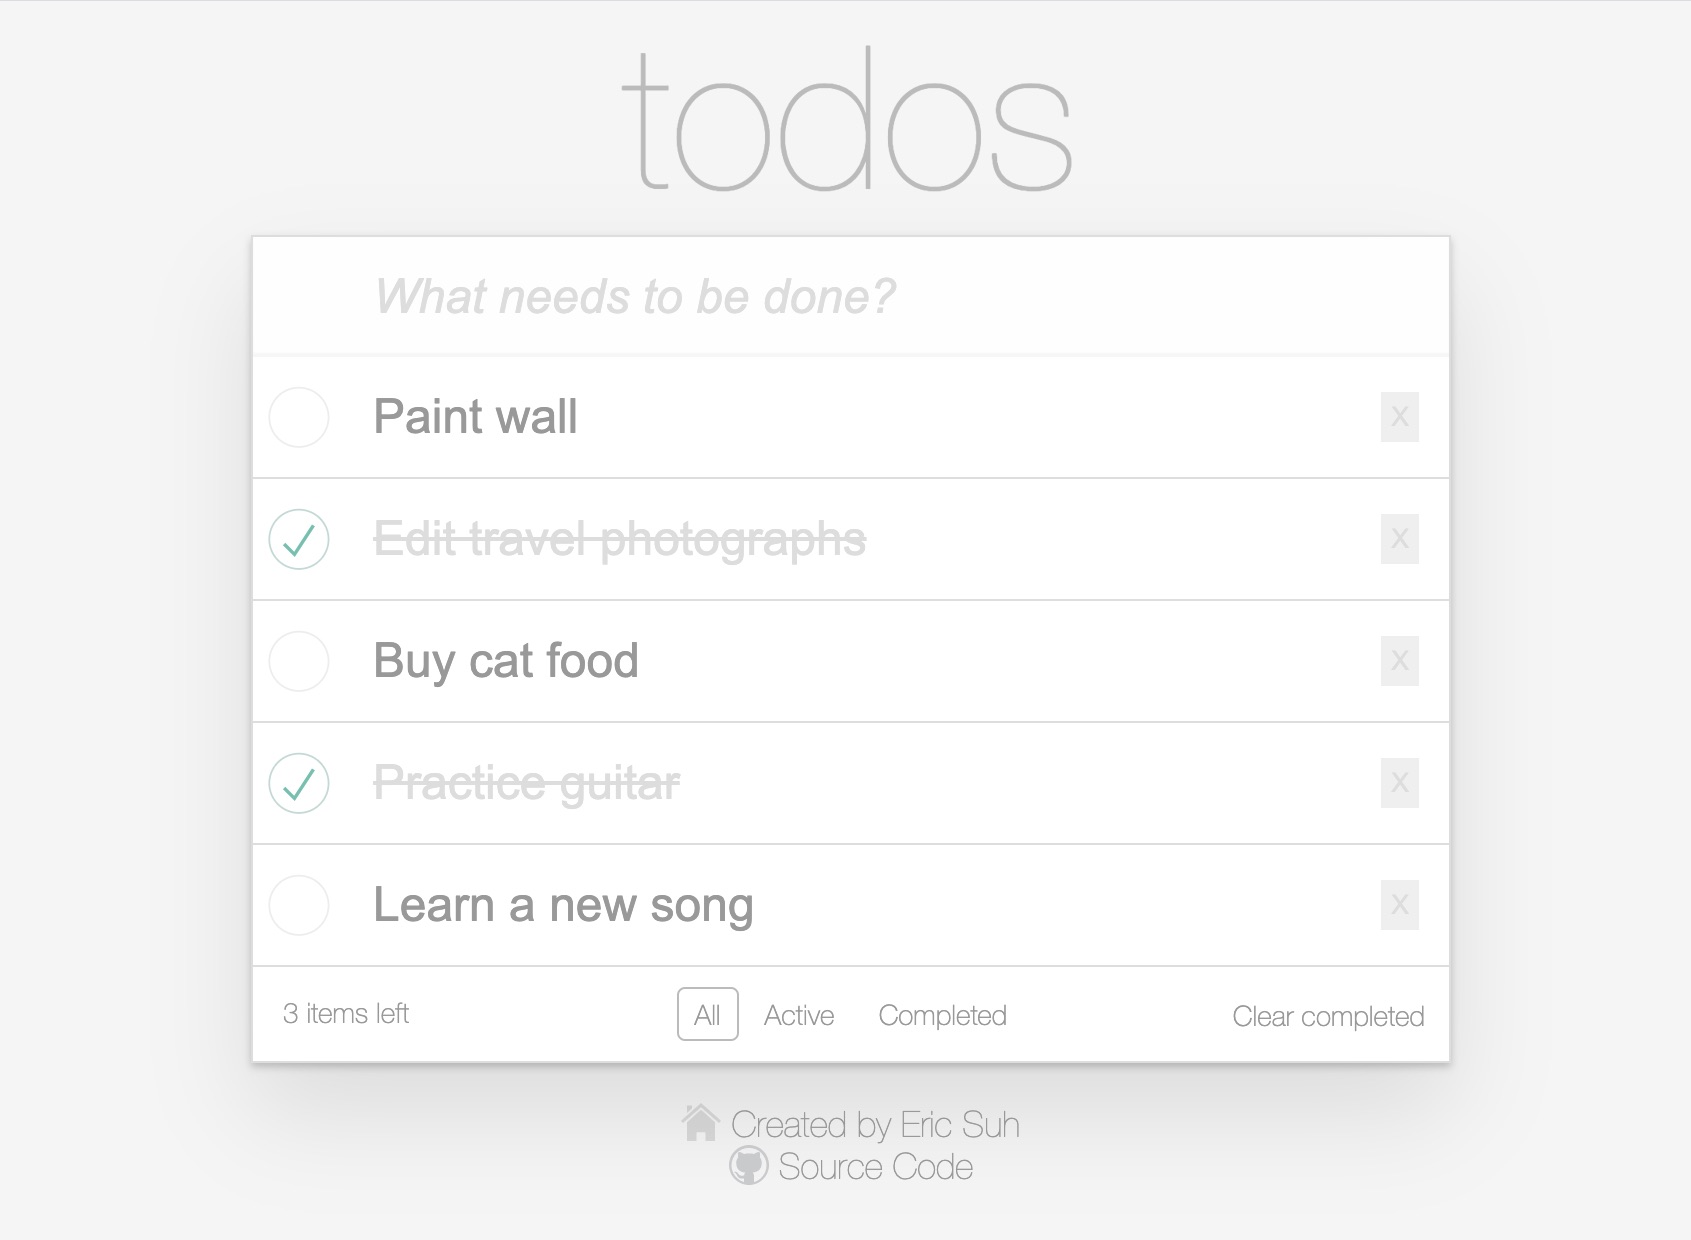 todos
What needs to be done?
Paint wall X
Edit travel photographs X
Buy cat food X
Practice guitar X
Learn a new song X
3 items left All Active Completed Clear completed
Created by Eric Suh
Source Code